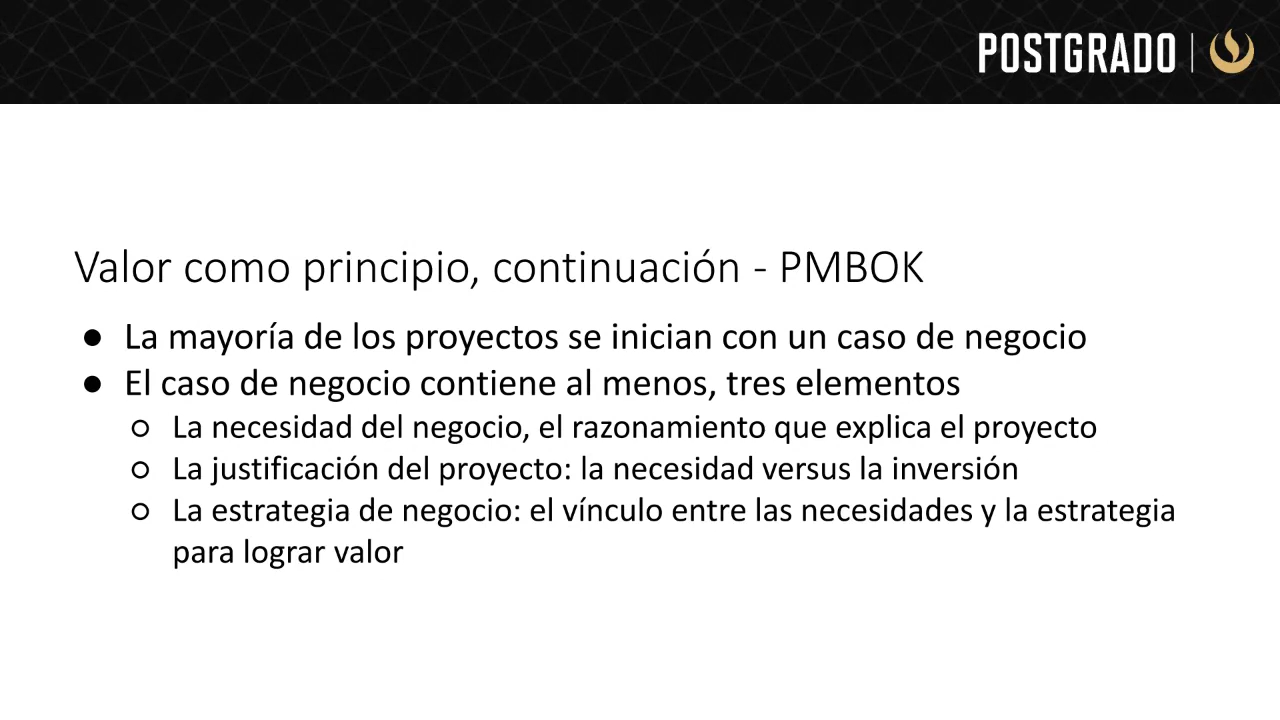 POSTGRADO
Valor como principio, continuación - PMBOK
● La mayoría de los proyectos se inician con un caso de negocio
● El caso de negocio contiene al menos, tres elementos
○ La necesidad del negocio, el razonamiento que explica el proyecto
○ La justificación del proyecto: la necesidad versus la inversión
○ La estrategia de negocio: el vínculo entre las necesidades y la estrategia
para lograr valor